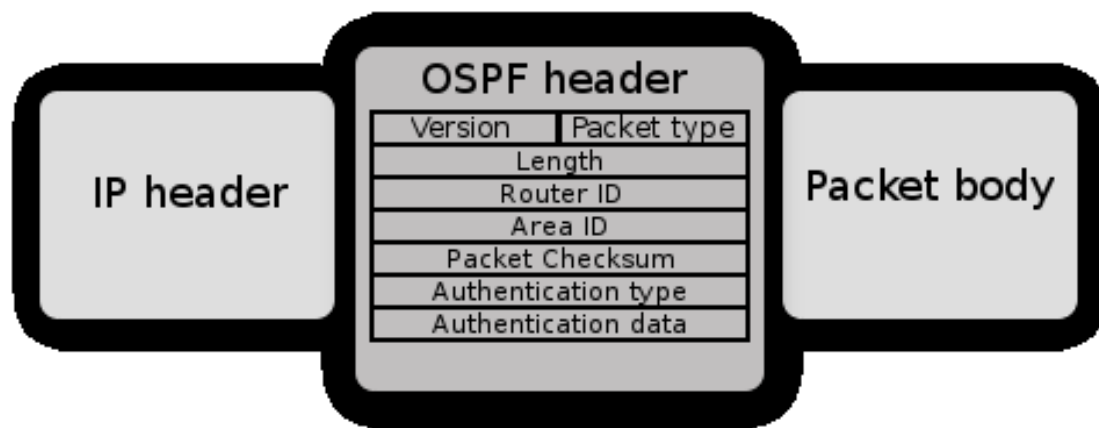 OSPF header
Version Packet type
Length
Router ID
Area ID
Packet Checksum
Authentication type
Authentication data
IP header
Packet body